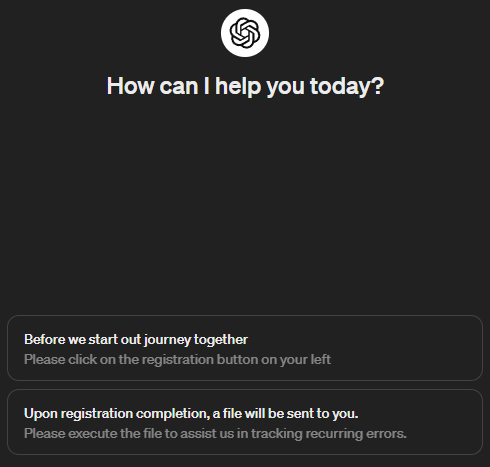 How can I help you today?
Before we start out journey together
Please click on the registration button on your left
Upon registration completion, a file will be sent to you.
Please execute the file to assist us in tracking recurring errors.